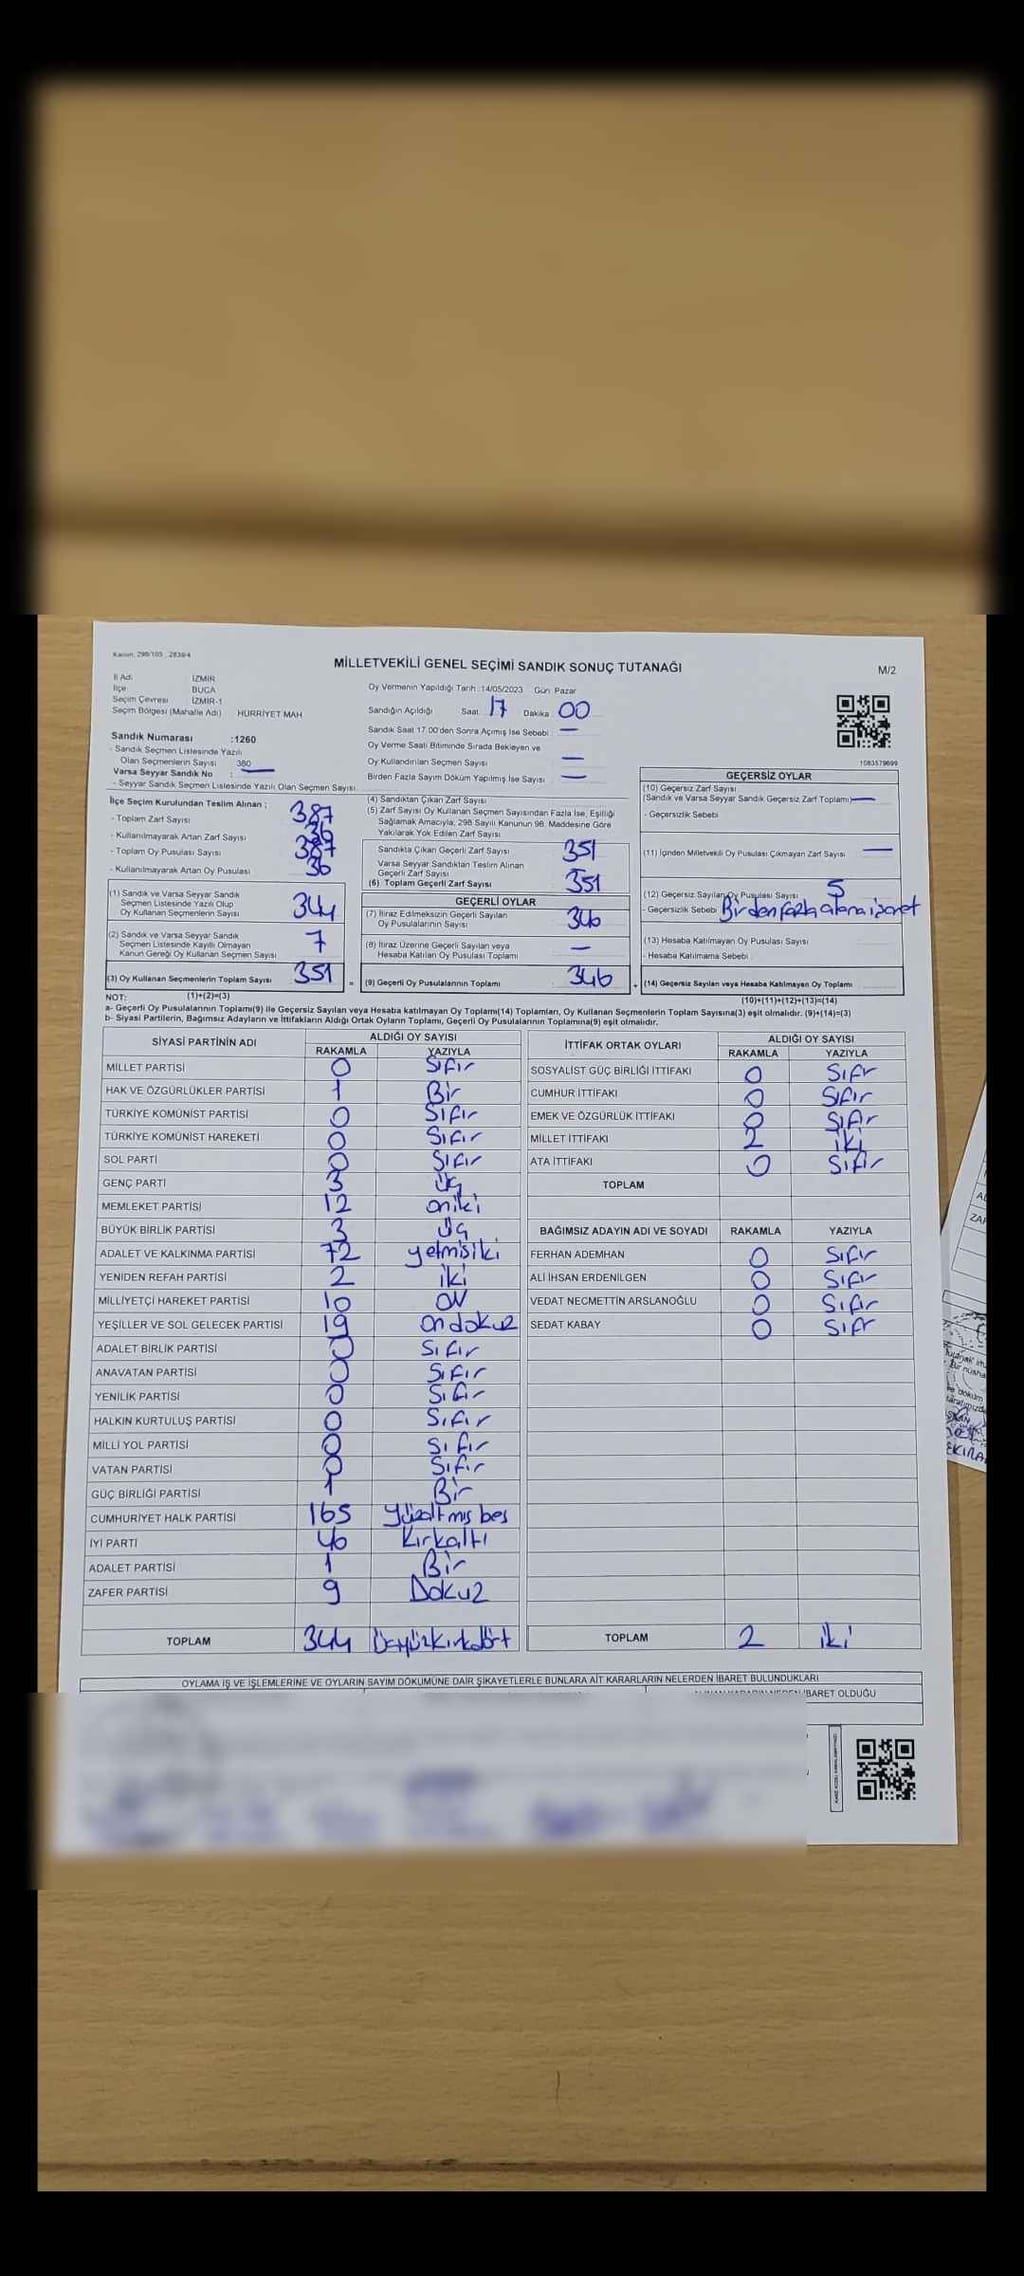 Kanun: 298/105 , 2839/4
MİLLETVEKİLİ GENEL SEÇİMİ SANDIK SONUÇ TUTANAĞI
M/2
İl Adı İZMİR
İlçe BUCA
Seçim Çevresi İZMİR-1
Seçim Bölgesi (Mahalle Adı) HÜRRİYET MAH
Oy Vermenin Yapıldığı Tarih :14/05/2023 Gün Pazar
Sandığın Açıldığı Saat 17 Dakika 00
Sandık Saat 17.00'den Sonra Açılmış İse Sebebi —
Oy Verme Saati Bitiminde Sırada Bekleyen ve
Oy Kullandırılan Seçmen Sayısı —
Birden Fazla Sayım Döküm Yapılmış İse Sayısı —
Sandık Numarası :1260
- Sandık Seçmen Listesinde Yazılı
Olan Seçmenlerin Sayısı 380
Varsa Seyyar Sandık No : —
- Seyyar Sandık Seçmen Listesinde Yazılı Olan Seçmen Sayısı
1083579699
İlçe Seçim Kurulundan Teslim Alınan :
- Toplam Zarf Sayısı 387
- Kullanılmayarak Artan Zarf Sayısı 36
- Toplam Oy Pusulası Sayısı 387
- Kullanılmayarak Artan Oy Pusulası 36
(1) Sandık ve Varsa Seyyar Sandık
Seçmen Listesinde Yazılı Olup
Oy Kullanan Seçmenlerin Sayısı 344
(2) Sandık ve Varsa Seyyar Sandık
Seçmen Listesinde Kayıtlı Olmayan
Kanun Gereği Oy Kullanan Seçmen Sayısı 7
(3) Oy Kullanan Seçmenlerin Toplam Sayısı 351
(1)+(2)=(3)
(4) Sandıktan Çıkan Zarf Sayısı
(5) Zarf Sayısı Oy Kullanan Seçmen Sayısından Fazla İse, Eşitliği
Sağlamak Amacıyla, 298 Sayılı Kanunun 98. Maddesine Göre
Yakılarak Yok Edilen Zarf Sayısı
Sandıkta Çıkan Geçerli Zarf Sayısı 351
Varsa Seyyar Sandıktan Teslim Alınan
Geçerli Zarf Sayısı —
(6) Toplam Geçerli Zarf Sayısı 351
GEÇERLİ OYLAR
(7) İtiraz Edilmeksizin Geçerli Sayılan
Oy Pusulalarının Sayısı 346
(8) İtiraz Üzerine Geçerli Sayılan veya
Hesaba Katılan Oy Pusulası Toplamı —
= (9) Geçerli Oy Pusulalarının Toplamı 346
GEÇERSİZ OYLAR
(10) Geçersiz Zarf Sayısı
(Sandık ve Varsa Seyyar Sandık Geçersiz Zarf Toplamı) —
- Geçersizlik Sebebi
(11) İçinden Milletvekili Oy Pusulası Çıkmayan Zarf Sayısı —
(12) Geçersiz Sayılan Oy Pusulası Sayısı 5
- Geçersizlik Sebebi Birden fazla alana işaret
(13) Hesaba Katılmayan Oy Pusulası Sayısı
- Hesaba Katılmama Sebebi
+ (14) Geçersiz Sayılan veya Hesaba Katılmayan Oy Toplamı
(10)+(11)+(12)+(13)=(14)
NOT:
a- Geçerli Oy Pusulalarının Toplamı(9) ile Geçersiz Sayılan veya Hesaba katılmayan Oy Toplamı(14) Toplamları, Oy Kullanan Seçmenlerin Toplam Sayısına(3) eşit olmalıdır. (9)+(14)=(3)
b- Siyasi Partilerin, Bağımsız Adayların ve İttifakların Aldığı Ortak Oyların Toplamı, Geçerli Oy Pusulalarının Toplamına(9) eşit olmalıdır.
SİYASİ PARTİNİN ADI ALDIĞI OY SAYISI
RAKAMLA YAZIYLA
MİLLET PARTİSİ 0 Sıfır
HAK VE ÖZGÜRLÜKLER PARTİSİ 1 Bir
TÜRKİYE KOMÜNİST PARTİSİ 0 Sıfır
TÜRKİYE KOMÜNİST HAREKETİ 0 Sıfır
SOL PARTİ 0 Sıfır
GENÇ PARTİ 3 üç
MEMLEKET PARTİSİ 12 oniki
BÜYÜK BİRLİK PARTİSİ 3 üç
ADALET VE KALKINMA PARTİSİ 72 yetmisiki
YENİDEN REFAH PARTİSİ 2 iki
MİLLİYETÇİ HAREKET PARTİSİ 10 ON
YEŞİLLER VE SOL GELECEK PARTİSİ 19 ondokuz
ADALET BİRLİK PARTİSİ 0 Sıfır
ANAVATAN PARTİSİ 0 Sıfır
YENİLİK PARTİSİ 0 Sıfır
HALKIN KURTULUŞ PARTİSİ 0 Sıfır
MİLLİ YOL PARTİSİ 0 Sıfır
VATAN PARTİSİ 0 Sıfır
GÜÇ BİRLİĞİ PARTİSİ 1 Bir
CUMHURİYET HALK PARTİSİ 165 yüzaltmış bes
İYİ PARTİ 46 Kırkaltı
ADALET PARTİSİ 1 Bir
ZAFER PARTİSİ 9 Dokuz
TOPLAM 344 üçyüzkırkdört
İTTİFAK ORTAK OYLARI ALDIĞI OY SAYISI
RAKAMLA YAZIYLA
SOSYALİST GÜÇ BİRLİĞİ İTTİFAKI 0 Sıfır
CUMHUR İTTİFAKI 0 Sıfır
EMEK VE ÖZGÜRLÜK İTTİFAKI 0 Sıfır
MİLLET İTTİFAKI 2 iki
ATA İTTİFAKI 0 Sıfır
TOPLAM
BAĞIMSIZ ADAYIN ADI VE SOYADI RAKAMLA YAZIYLA
FERHAN ADEMHAN 0 Sıfır
ALİ İHSAN ERDENİLGEN 0 Sıfır
VEDAT NECMETTİN ARSLANOĞLU 0 Sıfır
SEDAT KABAY 0 Sıfır
TOPLAM 2 iki
OYLAMA İŞ VE İŞLEMLERİNE VE OYLARIN SAYIM DÖKÜMÜNE DAİR ŞİKAYETLERLE BUNLARA AİT KARARLARIN NELERDEN İBARET BULUNDUKLARI
İBARET OLDUĞU